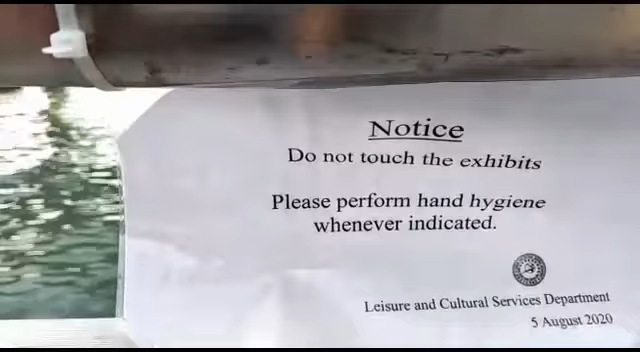 Notice
Do not touch the exhibits
Please perform hand hygiene
whenever indicated.
Leisure and Cultural Services Department
5 August 2020